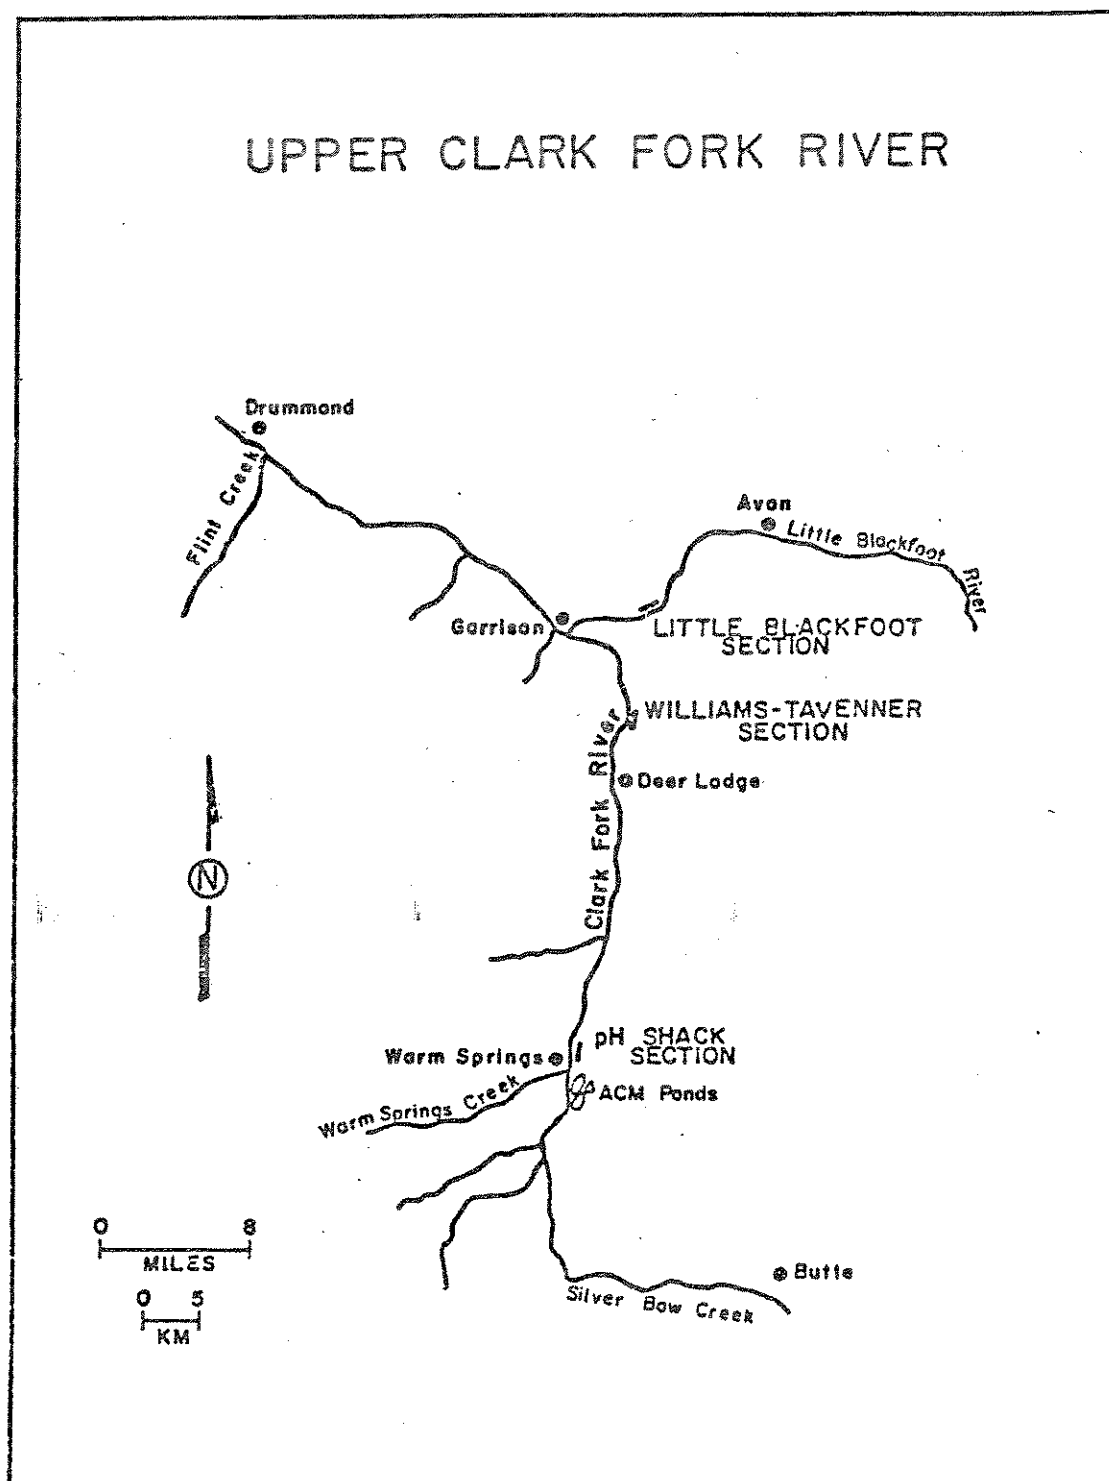 UPPER CLARK FORK RIVER
Drummond
Flint Creek
Avon
Little Blackfoot River
Garrison
LITTLE BLACKFOOT
SECTION
WILLIAMS-TAVENNER
SECTION
Clark Fork River
Deer Lodge
N
pH SHACK
SECTION
Warm Springs
ACM Ponds
Warm Springs Creek
0 8
MILES
0 5
KM
Butte
Silver Bow Creek